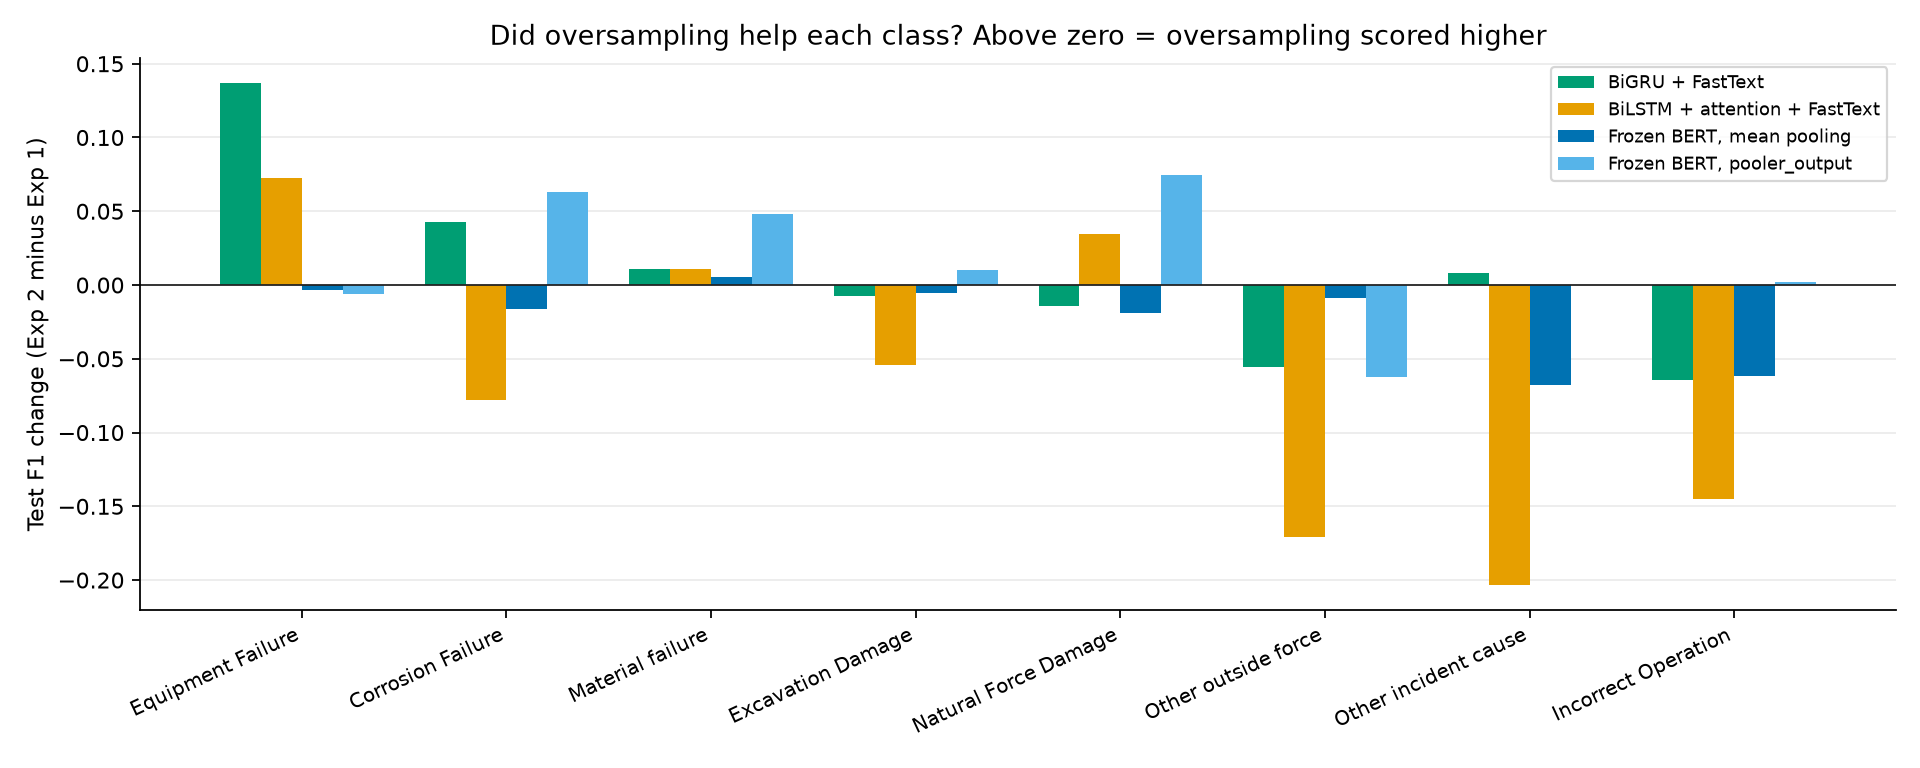 Did oversampling help each class? Above zero = oversampling scored higher
Test F1 change (Exp 2 minus Exp 1)
0.15
0.10
0.05
0.00
−0.05
−0.10
−0.15
−0.20
BiGRU + FastText
BiLSTM + attention + FastText
Frozen BERT, mean pooling
Frozen BERT, pooler_output
Equipment Failure
Corrosion Failure
Material failure
Excavation Damage
Natural Force Damage
Other outside force
Other incident cause
Incorrect Operation